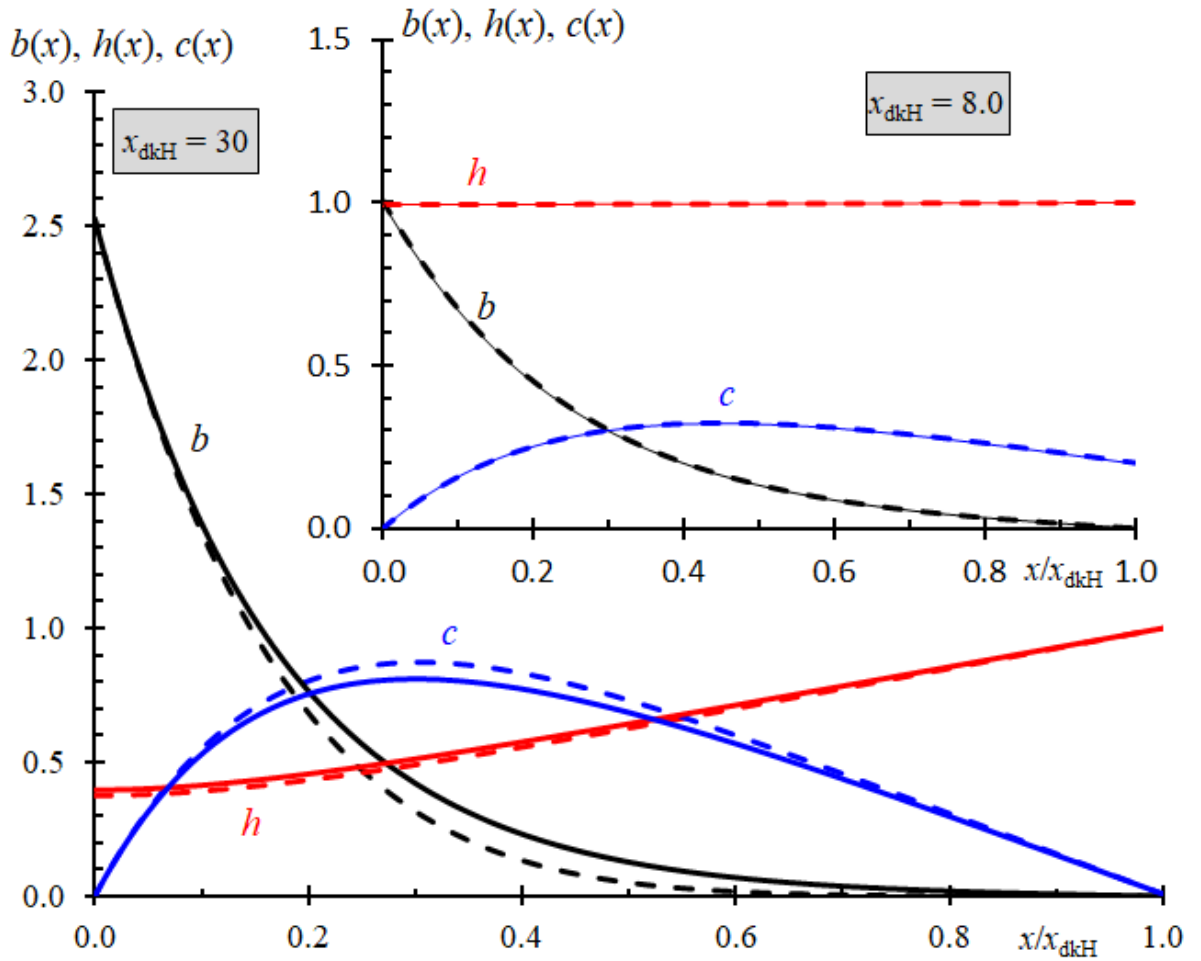 b(x), h(x), c(x)
3.0
2.5
2.0
1.5
1.0
0.5
0.0
x_dkH = 30
b
c
h
0.0 0.2 0.4 0.6 0.8 x/x_dkH 1.0
b(x), h(x), c(x)
1.5
1.0
0.5
0.0
x_dkH = 8.0
h
b
c
0.0 0.2 0.4 0.6 0.8 x/x_dkH 1.0